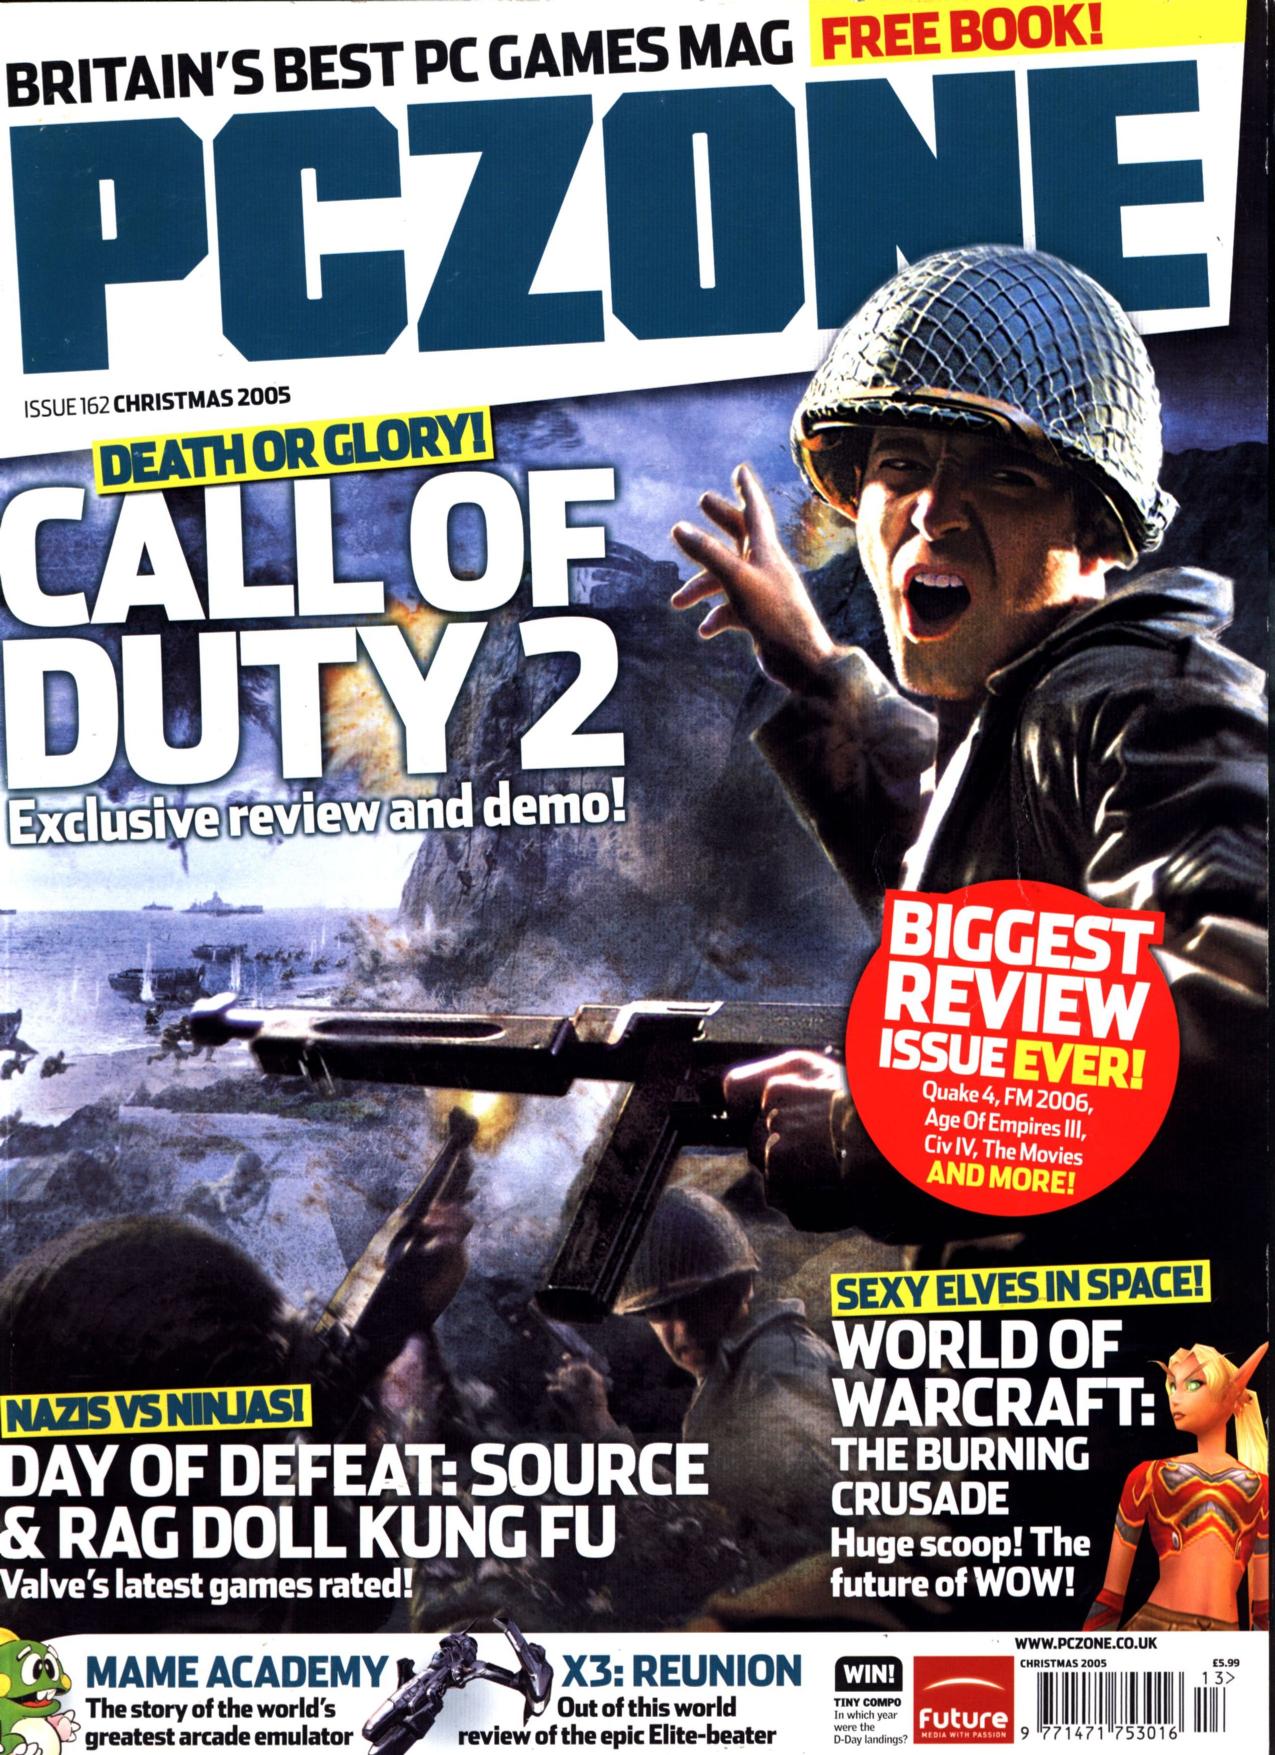 BRITAIN'S BEST PC GAMES MAG
FREE BOOK!
PCZONE
ISSUE 162 CHRISTMAS 2005
DEATH OR GLORY!
CALL OF
DUTY 2
Exclusive review and demo!
BIGGEST
REVIEW
ISSUE EVER!
Quake 4, FM 2006,
Age Of Empires III,
Civ IV, The Movies
AND MORE!
SEXY ELVES IN SPACE!
WORLD OF
WARCRAFT:
THE BURNING
CRUSADE
Huge scoop! The
future of WOW!
NAZIS VS NINJAS!
DAY OF DEFEAT: SOURCE
& RAG DOLL KUNG FU
Valve's latest games rated!
MAME ACADEMY
The story of the world's
greatest arcade emulator
X3: REUNION
Out of this world
review of the epic Elite-beater
WIN!
TINY COMPO
In which year
were the
D-Day landings?
Future
MEDIA WITH PASSION
WWW.PCZONE.CO.UK
CHRISTMAS 2005 £5.99
13>
9 771471 753016